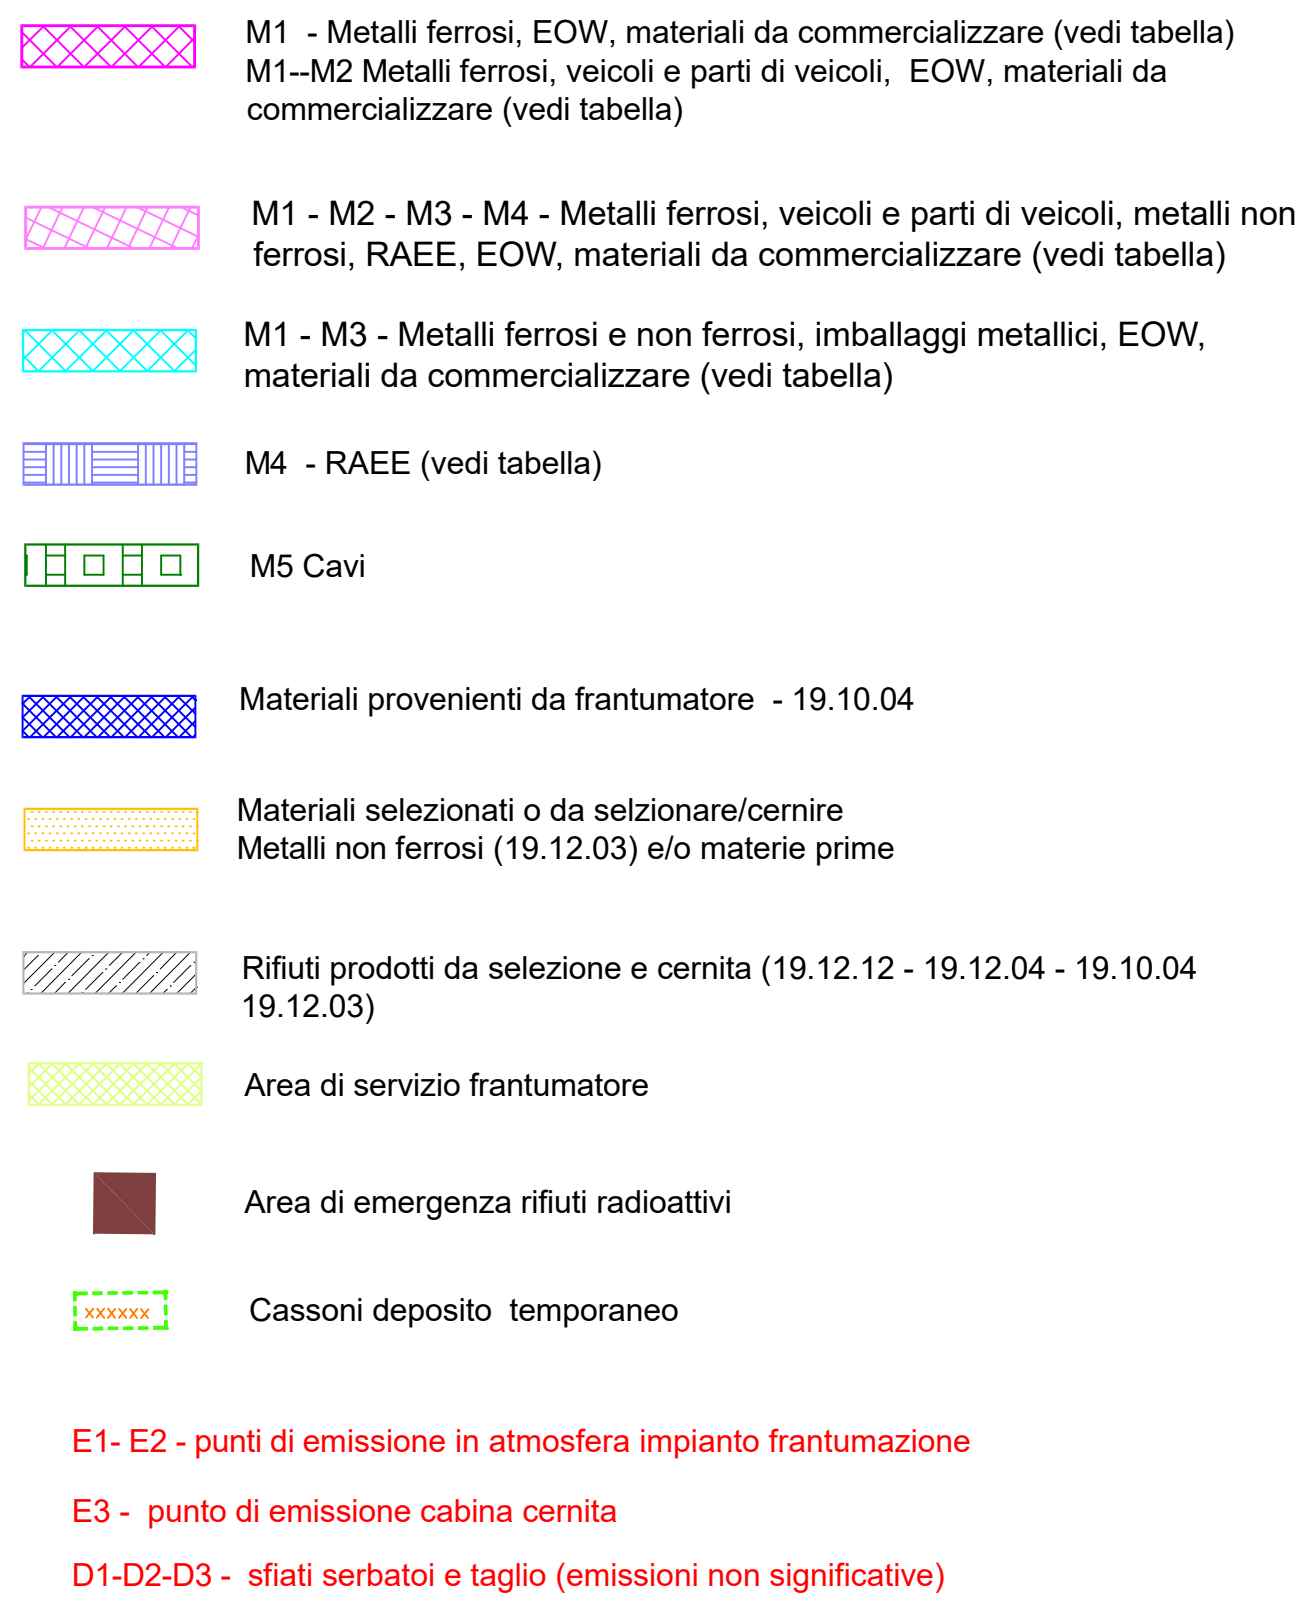 M1 - Metalli ferrosi, EOW, materiali da commercializzare (vedi tabella)
M1--M2 Metalli ferrosi, veicoli e parti di veicoli, EOW, materiali da
commercializzare (vedi tabella)
M1 - M2 - M3 - M4 - Metalli ferrosi, veicoli e parti di veicoli, metalli non
ferrosi, RAEE, EOW, materiali da commercializzare (vedi tabella)
M1 - M3 - Metalli ferrosi e non ferrosi, imballaggi metallici, EOW,
materiali da commercializzare (vedi tabella)
M4 - RAEE (vedi tabella)
M5 Cavi
Materiali provenienti da frantumatore - 19.10.04
Materiali selezionati o da selzionare/cernire
Metalli non ferrosi (19.12.03) e/o materie prime
Rifiuti prodotti da selezione e cernita (19.12.12 - 19.12.04 - 19.10.04
19.12.03)
Area di servizio frantumatore
Area di emergenza rifiuti radioattivi
xxxxxx Cassoni deposito temporaneo
E1- E2 - punti di emissione in atmosfera impianto frantumazione
E3 - punto di emissione cabina cernita
D1-D2-D3 - sfiati serbatoi e taglio (emissioni non significative)